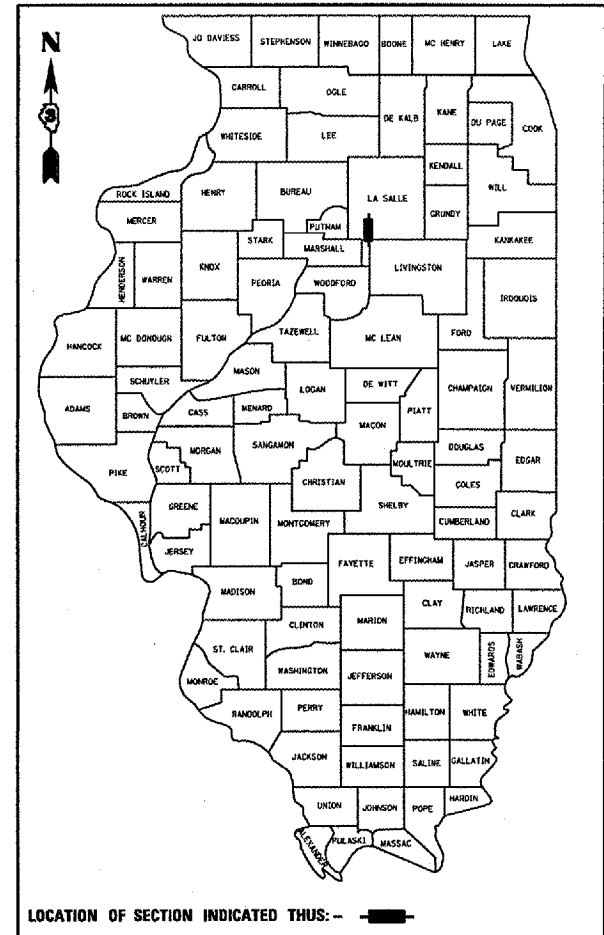 JO DAVIESS STEPHENSON WINNEBAGO BOONE MC HENRY LAKE
N
CARROLL OGLE DE KALB KANE DU PAGE COOK
WHITESIDE LEE
KENDALL WILL
ROCK ISLAND HENRY BUREAU LA SALLE GRUNDY
MERCER PUTNAM
STARK MARSHALL KANKAKEE
HENDERSON WARREN KNOX PEORIA WOODFORD LIVINGSTON
IROQUOIS
HANCOCK MC DONOUGH FULTON TAZEWELL MC LEAN FORD
MASON
SCHUYLER LOGAN DE WITT CHAMPAIGN VERMILION
ADAMS BROWN CASS MENARD PIATT
MACON
PIKE SCOTT MORGAN SANGAMON DOUGLAS EDGAR
CHRISTIAN MOULTRIE COLES
GREENE SHELBY
CALHOUN MACOUPIN MONTGOMERY CUMBERLAND CLARK
JERSEY
FAYETTE EFFINGHAM JASPER CRAWFORD
MADISON BOND
CLAY RICHLAND LAWRENCE
CLINTON MARION
ST. CLAIR WAYNE EDWARDS WABASH
WASHINGTON JEFFERSON
MONROE
RANDOLPH PERRY HAMILTON WHITE
FRANKLIN
JACKSON WILLIAMSON SALINE GALLATIN
UNION JOHNSON POPE HARDIN
ALEXANDER PULASKI MASSAC
LOCATION OF SECTION INDICATED THUS: -